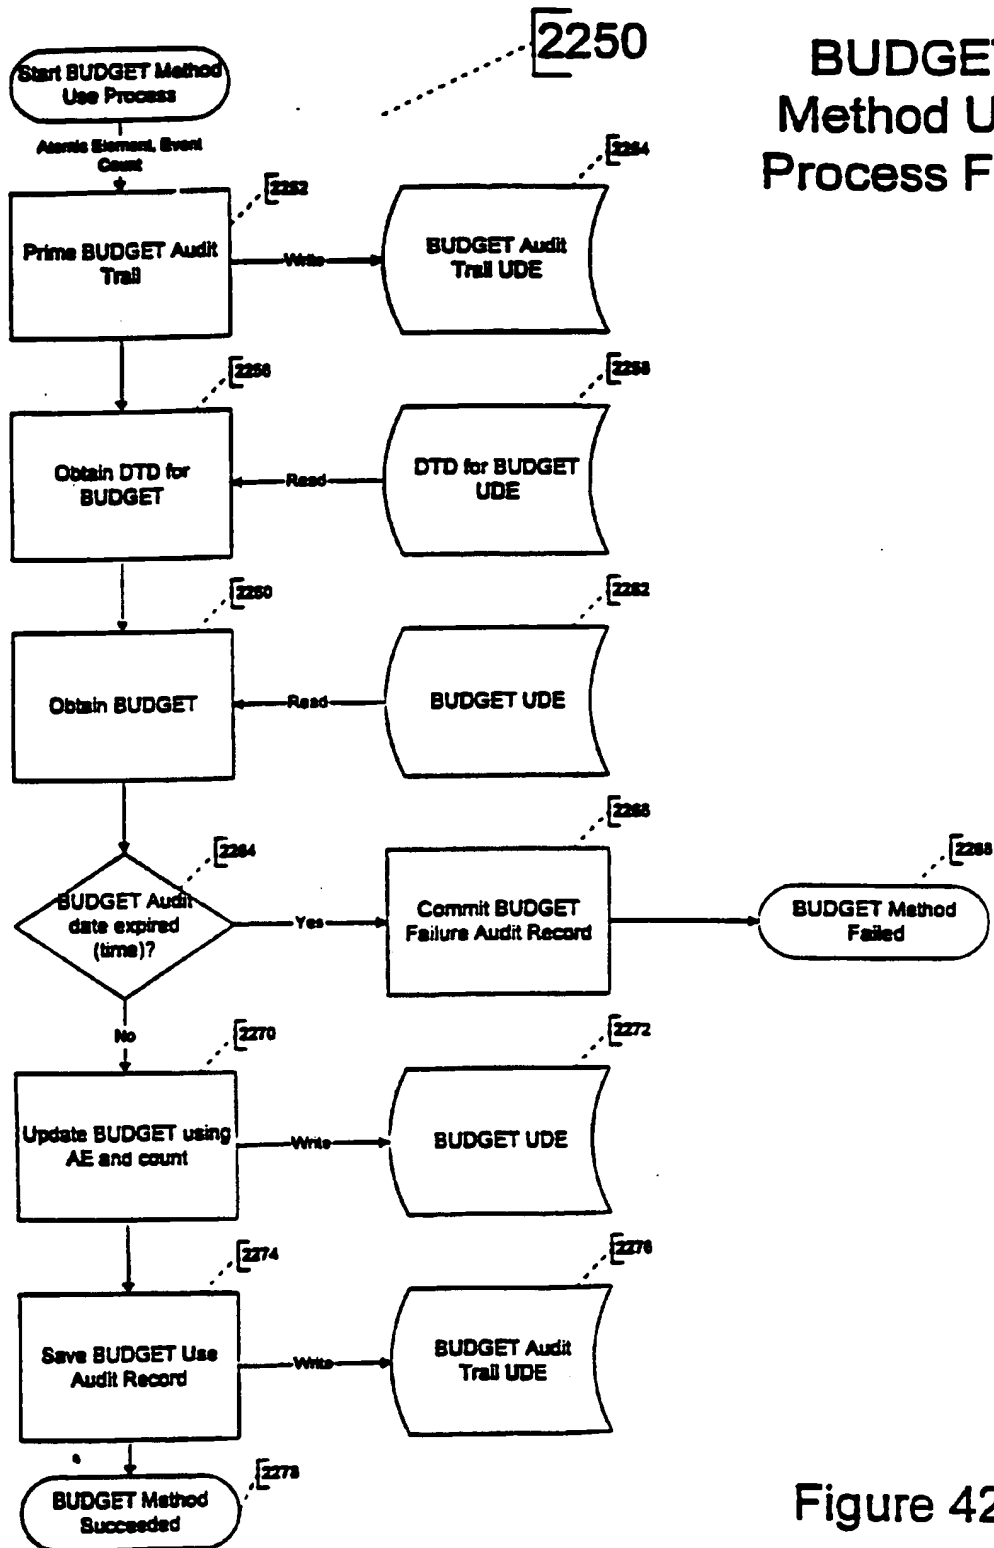 2250
BUDGET
Method U
Process F
Start BUDGET Method
Use Process
Atomic Element, Event
Count
2252
2254
Prime BUDGET Audit
Trail
Write
BUDGET Audit
Trail UDE
2256
2258
Obtain DTD for
BUDGET
Read
DTD for BUDGET
UDE
2260
2262
Obtain BUDGET
Read
BUDGET UDE
2264
2266
2268
BUDGET Audit
date expired
(time)?
Yes
Commit BUDGET
Failure Audit Record
BUDGET Method
Failed
No
2270
2272
Update BUDGET using
AE and count
Write
BUDGET UDE
2274
2276
Save BUDGET Use
Audit Record
Write
BUDGET Audit
Trail UDE
2278
BUDGET Method
Succeeded
Figure 42